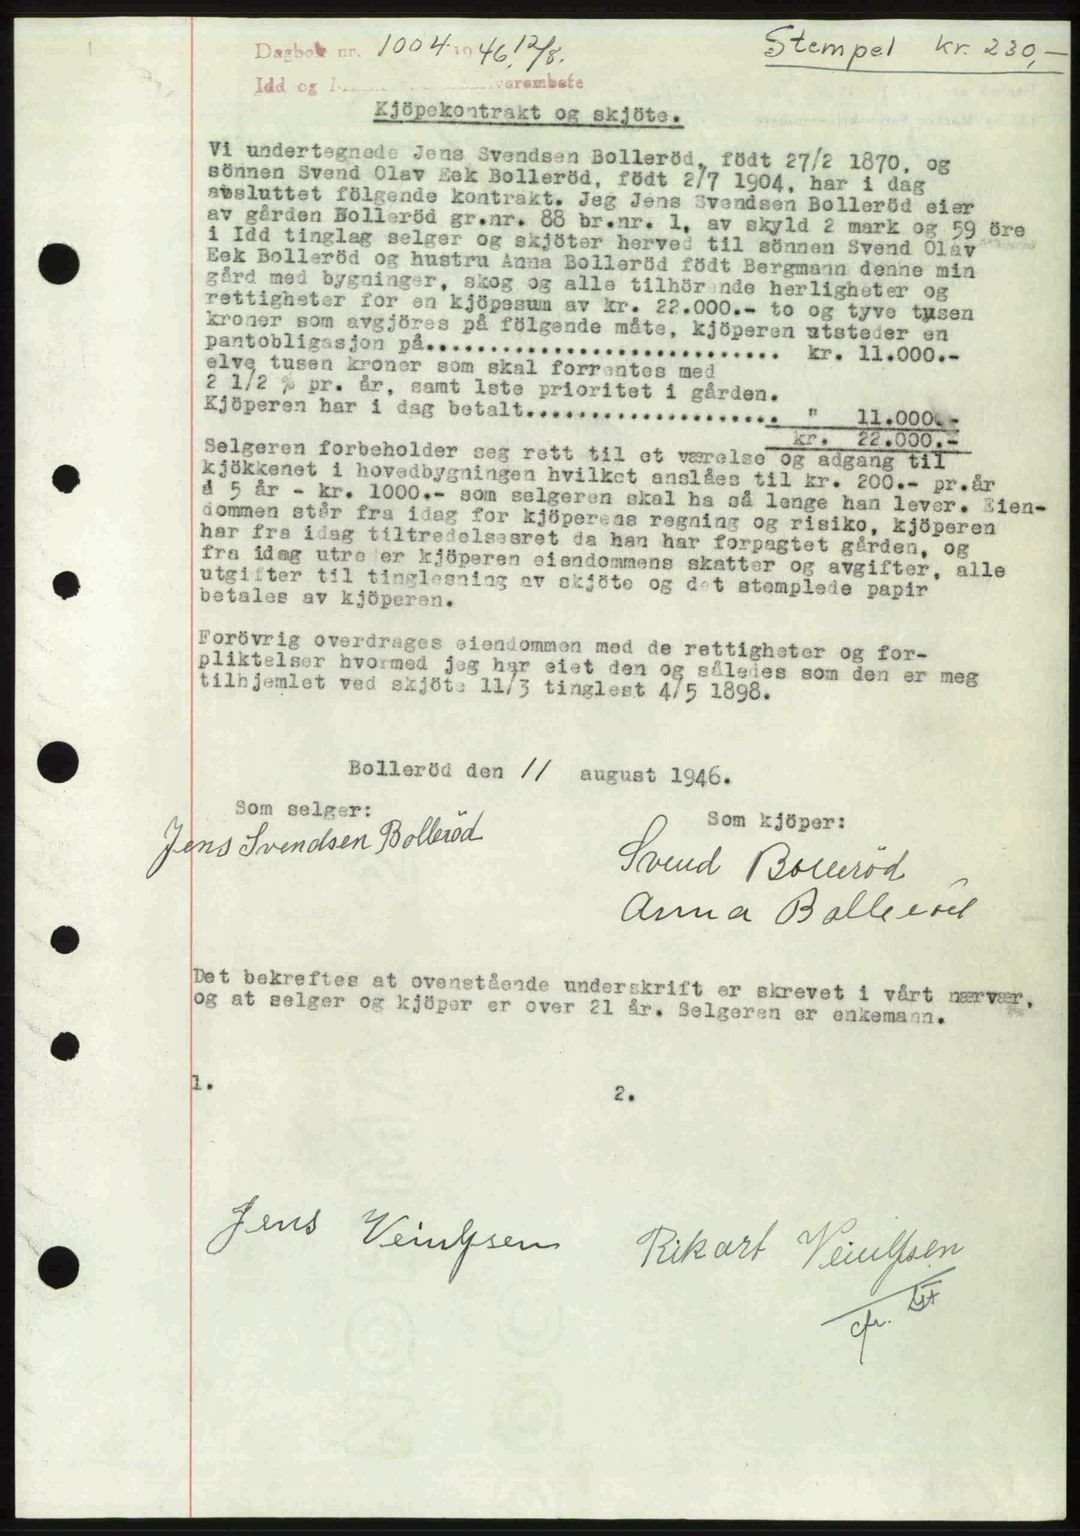 Dagbok nr. 1004 1946, 12/8.
Stempel kr. 230,-
Idd og
Kjöpekontrakt og skjöte.
Vi undertegnede Jens Svendsen Bolleröd, födt 27/2 1870, og
sönnen Svend Olav Eek Bolleröd, födt 2/7 1904, har i dag
avsluttet fölgende kontrakt. Jeg Jens Svendsen Bolleröd eier
av gården Bolleröd gr.nr. 88 br.nr. 1, av skyld 2 mark og 59 öre
i Idd tinglag selger og skjöter herved til sönnen Svend Olav
Eek Bolleröd og hustru Anna Bolleröd födt Bergmann denne min
gård med bygninger, skog og alle tilhörende herligheter og
rettigheter for en kjöpesum av kr. 22.000.- to og tyve tusen
kroner som avgjöres på fölgende måte, kjöperen utsteder en
pantobligasjon på............................ kr. 11.000.-
elve tusen kroner som skal forrentes med
2 1/2 % pr. år, samt 1ste prioritet i gården.
Kjöperen har i dag betalt.................... " 11.000.-
kr. 22.000.-
Selgeren forbeholder seg rett til et værelse og adgang til
kjökkenet i hovedbygningen hvilket anslåes til kr. 200.- pr.år
á 5 år - kr. 1000.- som selgeren skal ha så lenge han lever. Eien-
dommen står fra idag for kjöperens regning og risiko, kjöperen
har fra idag tiltredelsesret da han har forpagtet gården, og
fra idag utreder kjöperen eiendommens skatter og avgifter, alle
utgifter til tinglesning av skjöte og det stemplede papir
betales av kjöperen.
Forövrig overdrages eiendommen med de rettigheter og for-
pliktelser hvormed jeg har eiet den og således som den er meg
tilhjemlet ved skjöte 11/3 tinglest 4/5 1898.
Bolleröd den 11 august 1946.
Som selger:
Som kjöper:
Jens Svendsen Bolleröd
Svend Bolleröd
Anna Bolleröd
Det bekreftes at ovenstående underskrift er skrevet i vårt nærvær,
og at selger og kjöper er over 21 år. Selgeren er enkemann.
1.
2.
Jens
Rikart
cfr.